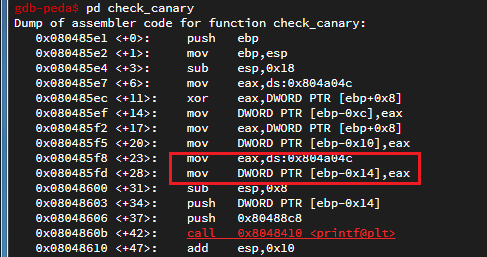 gdb-peda$ pd check_canary
Dump of assembler code for function check_canary:
0x080485e1 <+0>: push ebp
0x080485e2 <+1>: mov ebp,esp
0x080485e4 <+3>: sub esp,0x18
0x080485e7 <+6>: mov eax,ds:0x804a04c
0x080485ec <+11>: xor eax,DWORD PTR [ebp+0x8]
0x080485ef <+14>: mov DWORD PTR [ebp-0xc],eax
0x080485f2 <+17>: mov eax,DWORD PTR [ebp+0x8]
0x080485f5 <+20>: mov DWORD PTR [ebp-0x10],eax
0x080485f8 <+23>: mov eax,ds:0x804a04c
0x080485fd <+28>: mov DWORD PTR [ebp-0x14],eax
0x08048600 <+31>: sub esp,0x8
0x08048603 <+34>: push DWORD PTR [ebp-0x14]
0x08048606 <+37>: push 0x80488c8
0x0804860b <+42>: call 0x8048410 <printf@plt>
0x08048610 <+47>: add esp,0x10